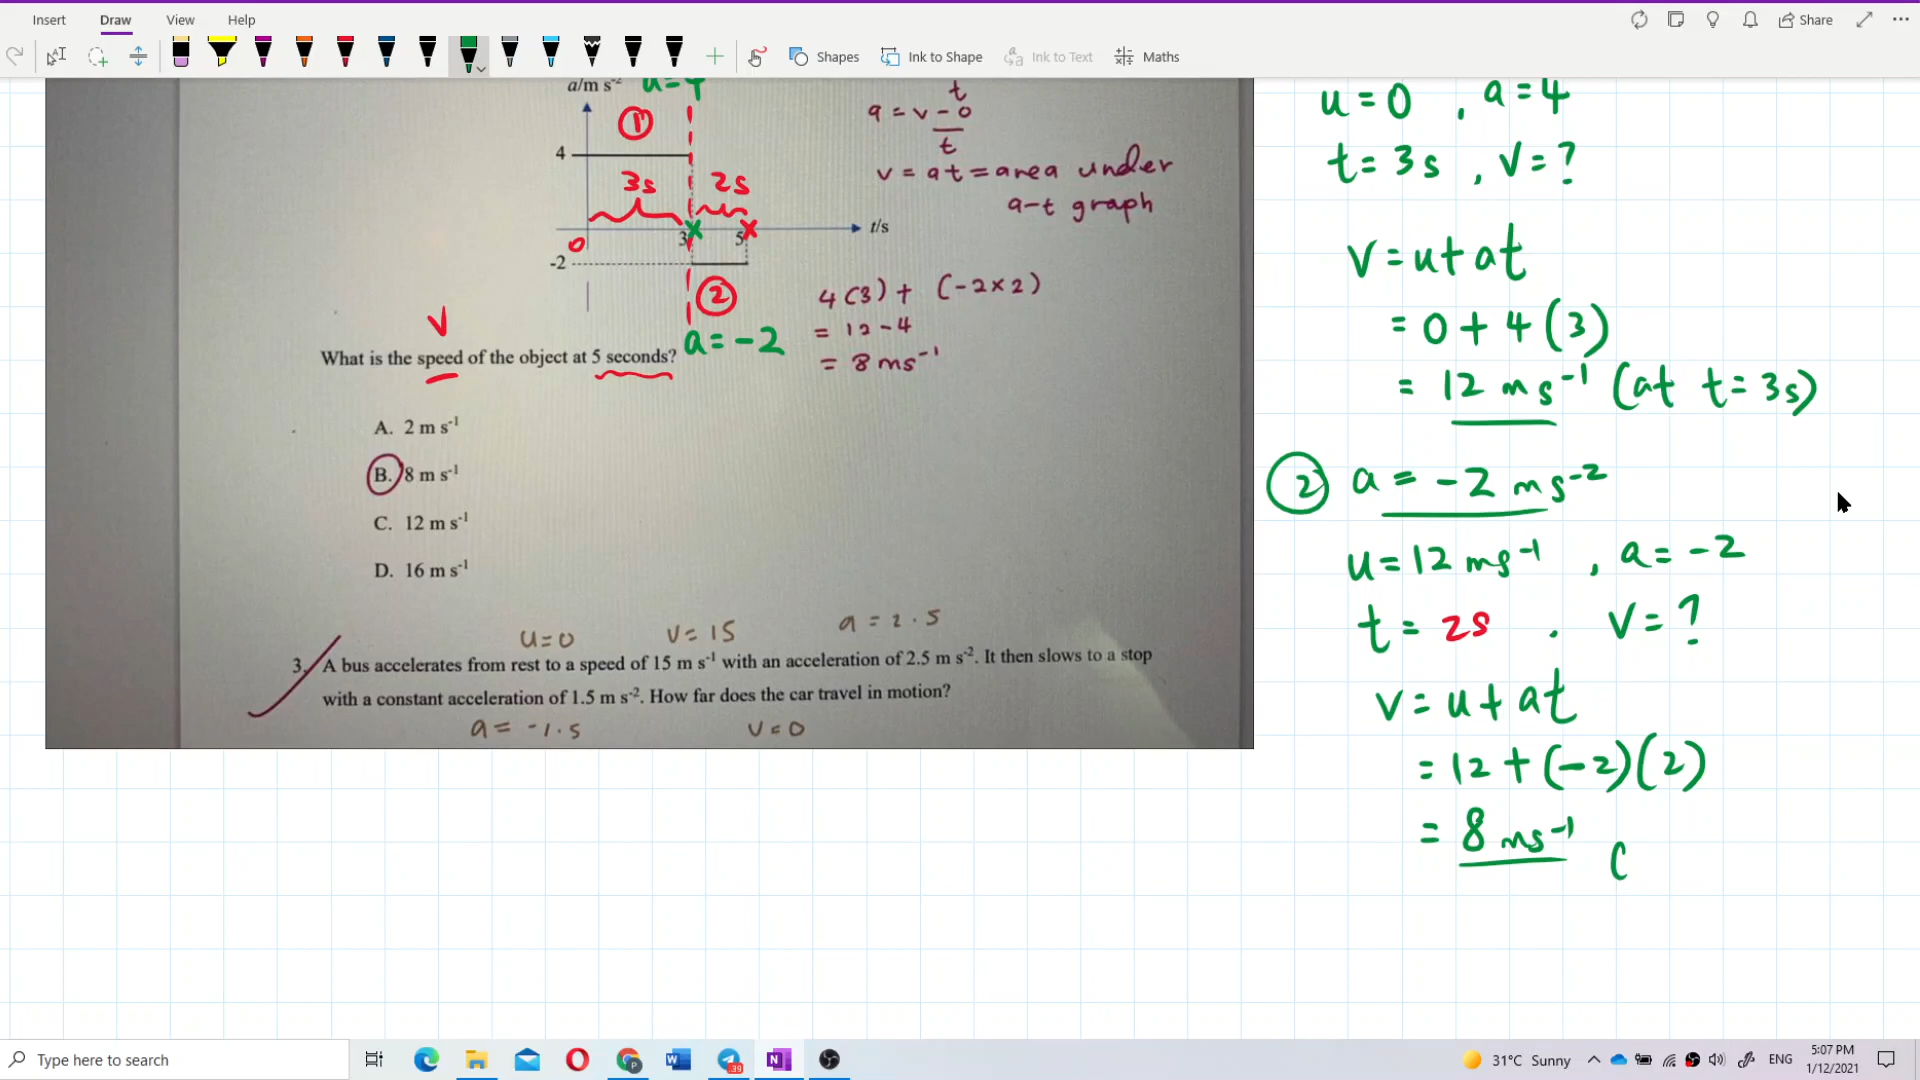 Insert Draw View Help
Share
Shapes Ink to Shape Ink to Text Maths
a/m s⁻²
①
4
3s 2s
0 3 5 t/s
-2
②
a = -2
a = v - 0
t
t
v = at = area under
a-t graph
4(3) + (-2×2)
= 12 - 4
= 8 ms⁻¹
V
What is the speed of the object at 5 seconds?
A. 2 m s⁻¹
B. 8 m s⁻¹
C. 12 m s⁻¹
D. 16 m s⁻¹
u=0 v=15 a = 2.5
3. A bus accelerates from rest to a speed of 15 m s⁻¹ with an acceleration of 2.5 m s⁻². It then slows to a stop
with a constant acceleration of 1.5 m s⁻². How far does the car travel in motion?
a = -1.5 v=0
u = 0 , a = 4
t = 3s , v = ?
v = u + at
= 0 + 4(3)
= 12 ms⁻¹ (at t = 3s)
② a = -2 ms⁻²
u = 12 ms⁻¹ , a = -2
t = 2s . v = ?
v = u + at
= 12 + (-2)(2)
= 8 ms⁻¹ (
Type here to search
39
31°C Sunny
ENG
5:07 PM
1/12/2021